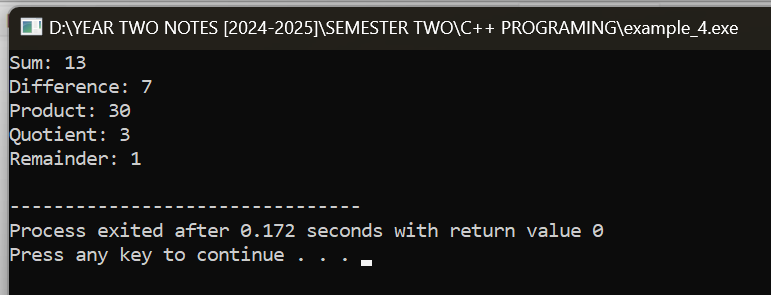 D:\YEAR TWO NOTES [2024-2025]\SEMESTER TWO\C++ PROGRAMING\example_4.exe
Sum: 13
Difference: 7
Product: 30
Quotient: 3
Remainder: 1
--------------------------------
Process exited after 0.172 seconds with return value 0
Press any key to continue . . .